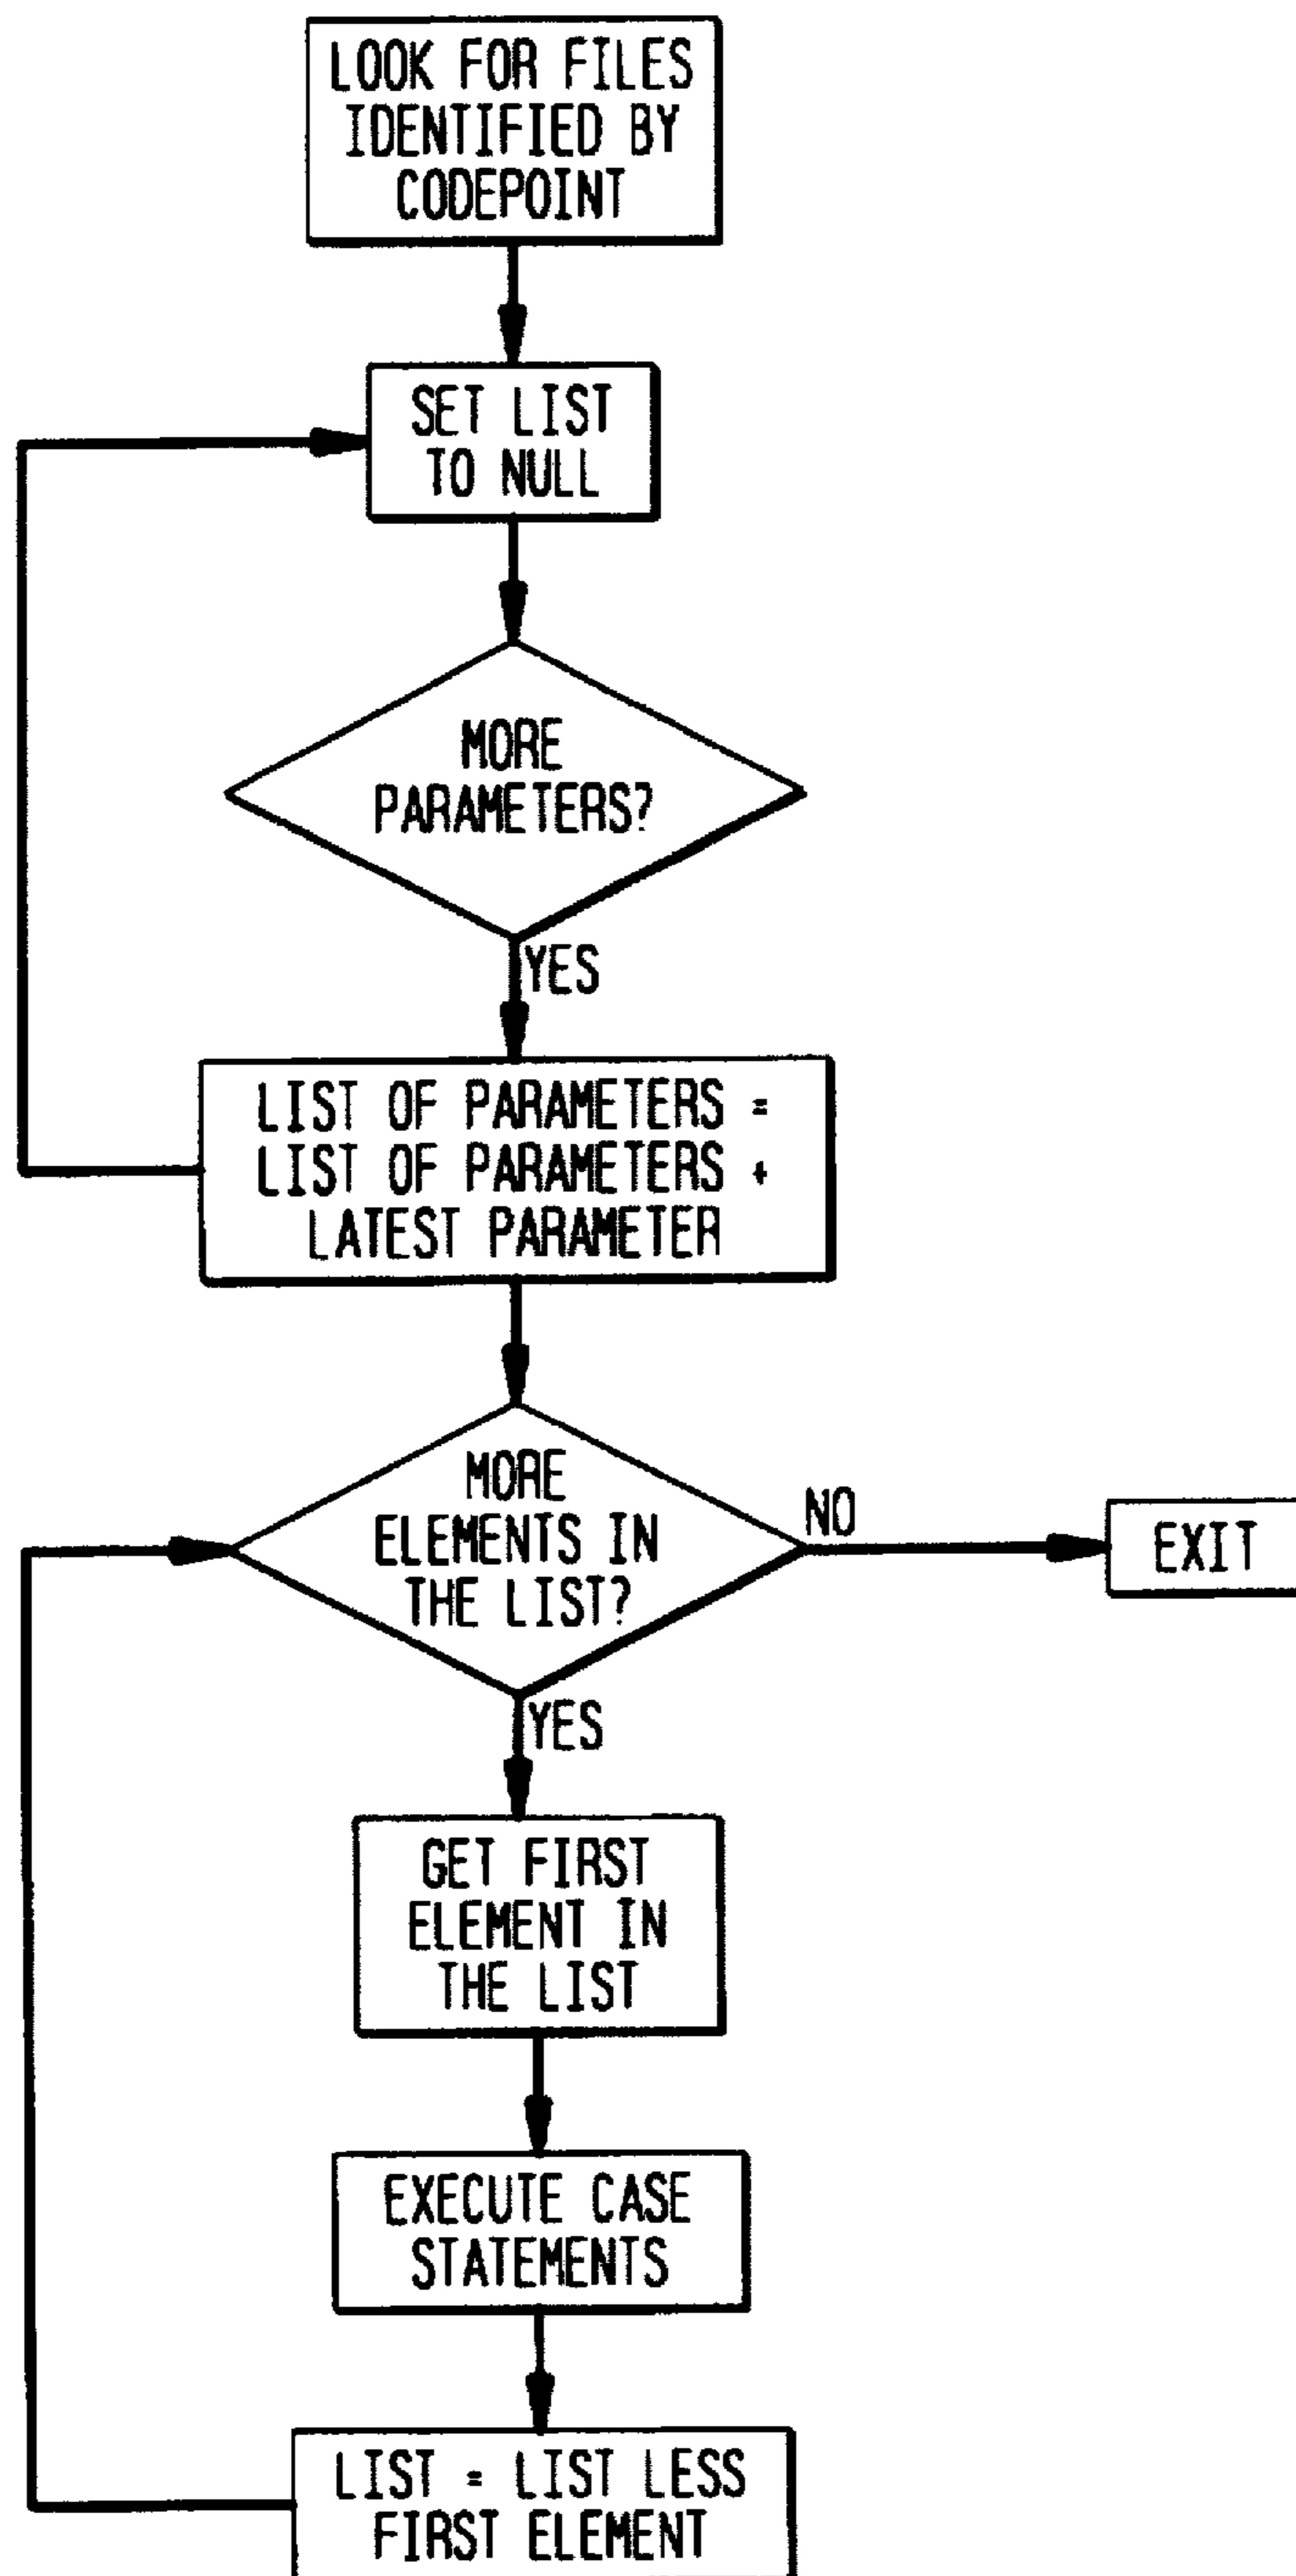 LOOK FOR FILES
IDENTIFIED BY
CODEPOINT
SET LIST
TO NULL
MORE
PARAMETERS?
YES
LIST OF PARAMETERS =
LIST OF PARAMETERS +
LATEST PARAMETER
MORE
ELEMENTS IN
THE LIST?
NO
EXIT
YES
GET FIRST
ELEMENT IN
THE LIST
EXECUTE CASE
STATEMENTS
LIST = LIST LESS
FIRST ELEMENT